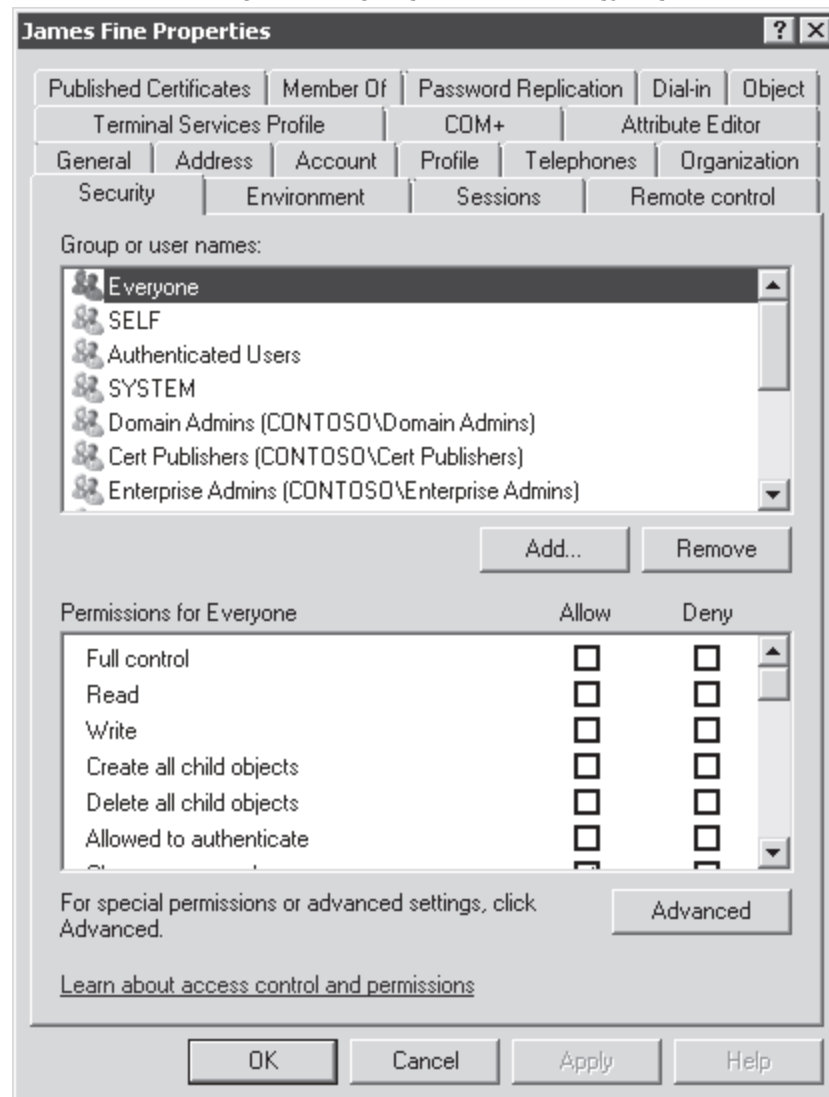 James Fine Properties
Published Certificates Member Of Password Replication Dial-in Object
Terminal Services Profile COM+ Attribute Editor
General Address Account Profile Telephones Organization
Security Environment Sessions Remote control
Group or user names:
Everyone
SELF
Authenticated Users
SYSTEM
Domain Admins (CONTOSO\Domain Admins)
Cert Publishers (CONTOSO\Cert Publishers)
Enterprise Admins (CONTOSO\Enterprise Admins)
Add... Remove
Permissions for Everyone Allow Deny
Full control
Read
Write
Create all child objects
Delete all child objects
Allowed to authenticate
For special permissions or advanced settings, click
Advanced.
Advanced
Learn about access control and permissions
OK Cancel Apply Help